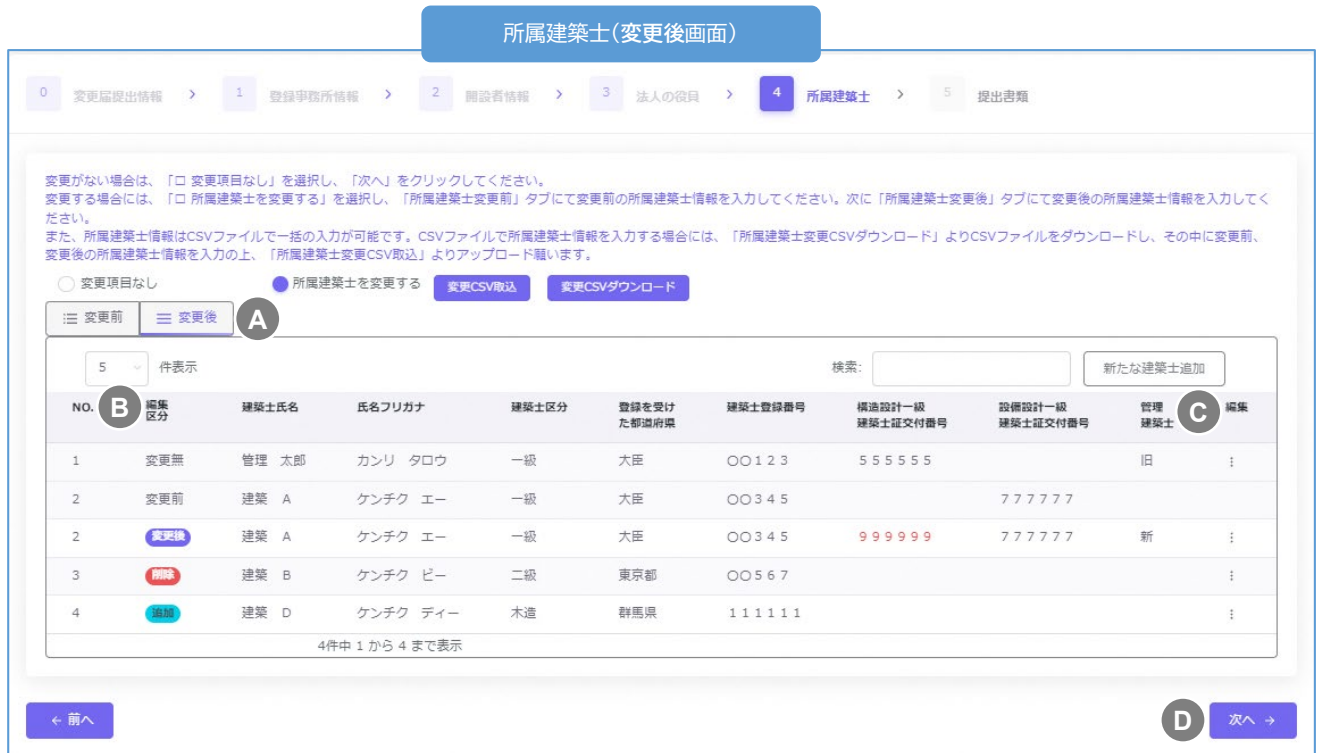 所属建築士(変更後画面)
0 変更届提出情報 > 1 登録事務所情報 > 2 開設者情報 > 3 法人の役員 > 4 所属建築士 > 5 提出書類
変更がない場合は、「□ 変更項目なし」を選択し、「次へ」をクリックしてください。
変更する場合には、「□ 所属建築士を変更する」を選択し、「所属建築士変更前」タブにて変更前の所属建築士情報を入力してください。次に「所属建築士変更後」タブにて変更後の所属建築士情報を入力してく
ださい。
また、所属建築士情報はCSVファイルで一括の入力が可能です。CSVファイルで所属建築士情報を入力する場合には、「所属建築士変更CSVダウンロード」よりCSVファイルをダウンロードし、その中に変更前、
変更後の所属建築士情報を入力の上、「所属建築士変更CSV取込」よりアップロード願います。
変更項目なし 所属建築士を変更する 変更CSV取込 変更CSVダウンロード
変更前 変更後 A
5 件表示 検索: 新たな建築士追加
NO. B 編集 建築士氏名 氏名フリガナ 建築士区分 登録を受け 建築士登録番号 構造設計一級 設備設計一級 管理 C 編集
区分 た都道府県 建築士証交付番号 建築士証交付番号 建築士
1 変更無 管理 太郎 カンリ タロウ 一級 大臣 〇〇123 555555 旧 ⋮
2 変更前 建築 A ケンチク エー 一級 大臣 〇〇345 777777
2 変更後 建築 A ケンチク エー 一級 大臣 〇〇345 999999 777777 新 ⋮
3 削除 建築 B ケンチク ビー 二級 東京都 〇〇567 ⋮
4 追加 建築 D ケンチク ディー 木造 群馬県 111111 ⋮
4件中 1 から 4 まで表示
← 前へ D 次へ →